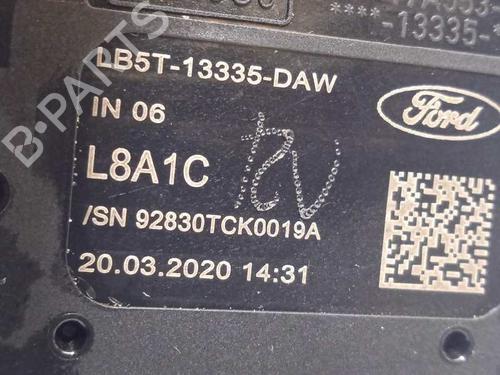 ****-13335-*
LB5T-13335-DAW
IN 06
Ford
L8A1C
/SN 92830TCK0019A
20.03.2020 14:31
B-PARTS